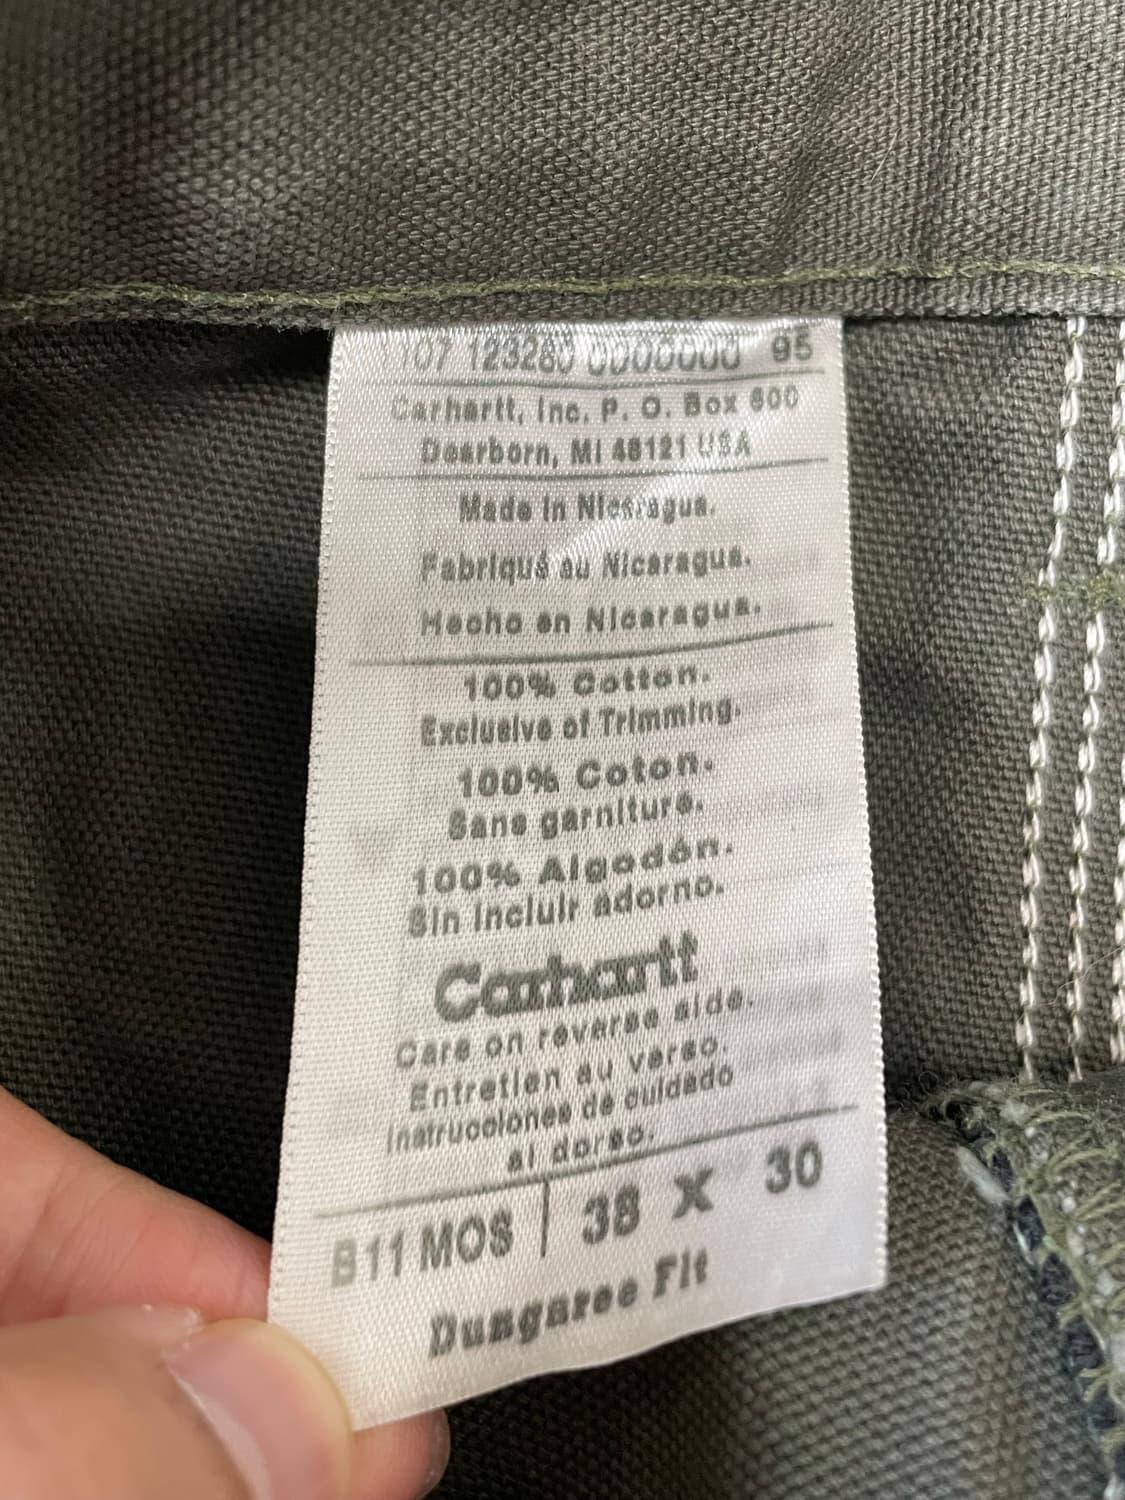 107 123280 0000000 95
Carhartt, Inc. P. O. Box 600
Dearborn, MI 48121 USA
Made in Nicaragua.
Fabriqué au Nicaragua.
Hecho en Nicaragua.
100% Cotton.
Exclusive of Trimming.
100% Coton.
Sans garniture.
100% Algodón.
Sin incluir adorno.
Carhartt
Care on reverse side.
Entretien au verso.
Instrucciones de cuidado
al dorso.
B11 MOS | 38 X 30
Dungaree Fit